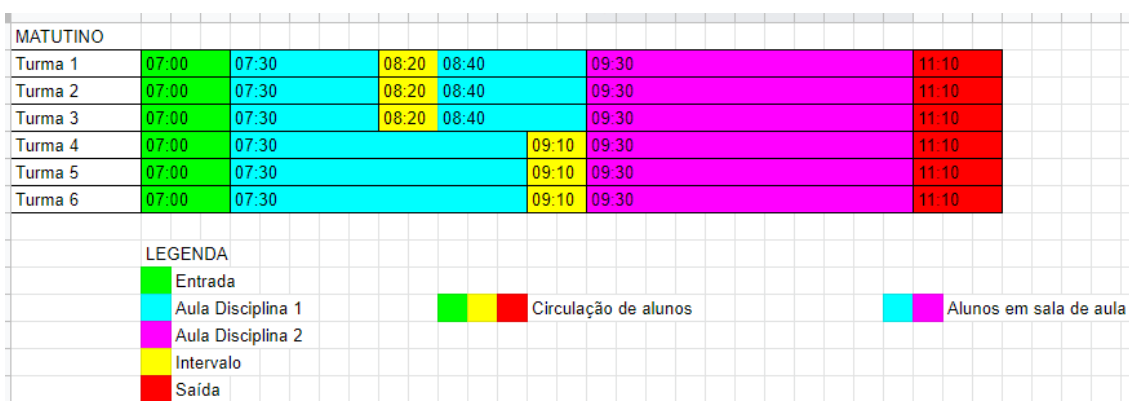 MATUTINO
Turma 1 07:00 07:30 08:20 08:40 09:30 11:10
Turma 2 07:00 07:30 08:20 08:40 09:30 11:10
Turma 3 07:00 07:30 08:20 08:40 09:30 11:10
Turma 4 07:00 07:30 09:10 09:30 11:10
Turma 5 07:00 07:30 09:10 09:30 11:10
Turma 6 07:00 07:30 09:10 09:30 11:10
LEGENDA
Entrada
Aula Disciplina 1 Circulação de alunos Alunos em sala de aula
Aula Disciplina 2
Intervalo
Saída